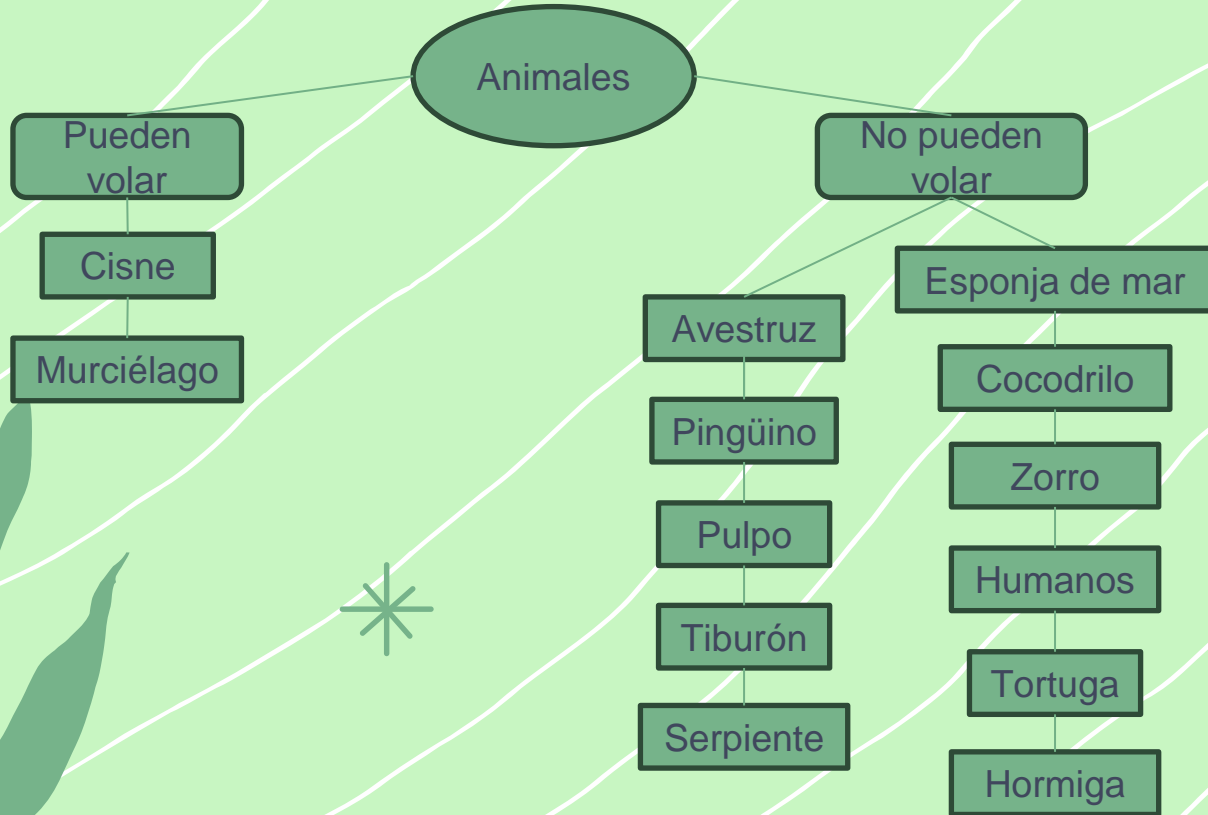 Animales
Pueden
volar
Cisne
Murciélago
No pueden
volar
Avestruz
Pingüino
Pulpo
Tiburón
Serpiente
Esponja de mar
Cocodrilo
Zorro
Humanos
Tortuga
Hormiga